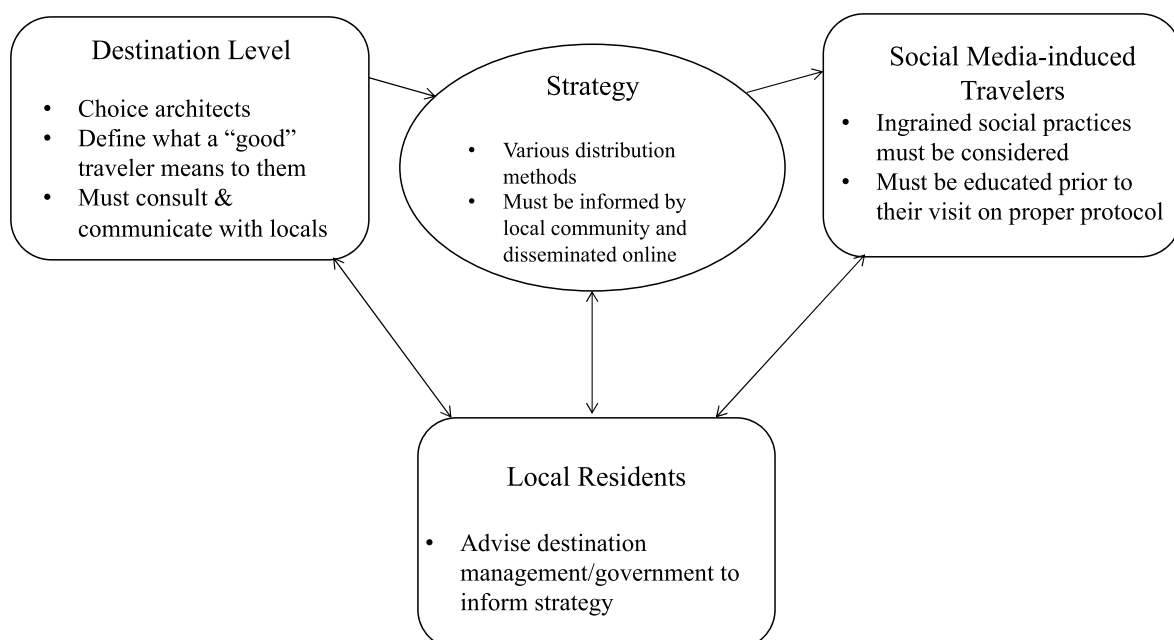 Destination Level
• Choice architects
• Define what a “good”
traveler means to them
• Must consult &
communicate with locals
Strategy
• Various distribution
methods
• Must be informed by
local community and
disseminated online
Social Media-induced
Travelers
• Ingrained social practices
must be considered
• Must be educated prior to
their visit on proper protocol
Local Residents
• Advise destination
management/government to
inform strategy